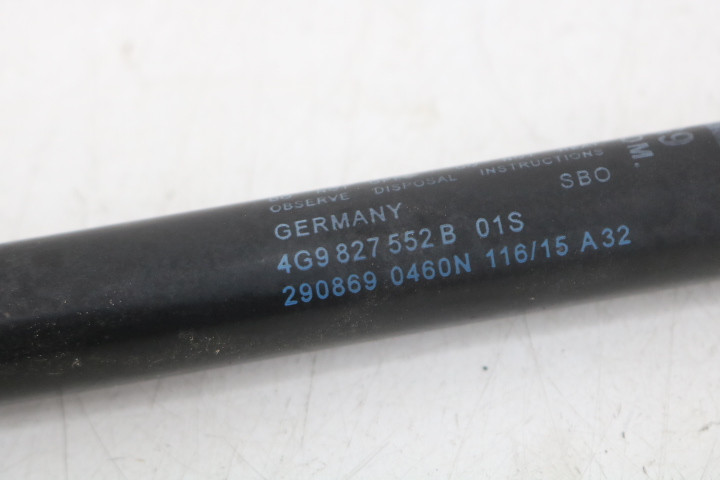 OBSERVE DISPOSAL INSTRUCTIONS
SBO
GERMANY
4G9 827 552 B 01S
290869 0460N 116/15 A32